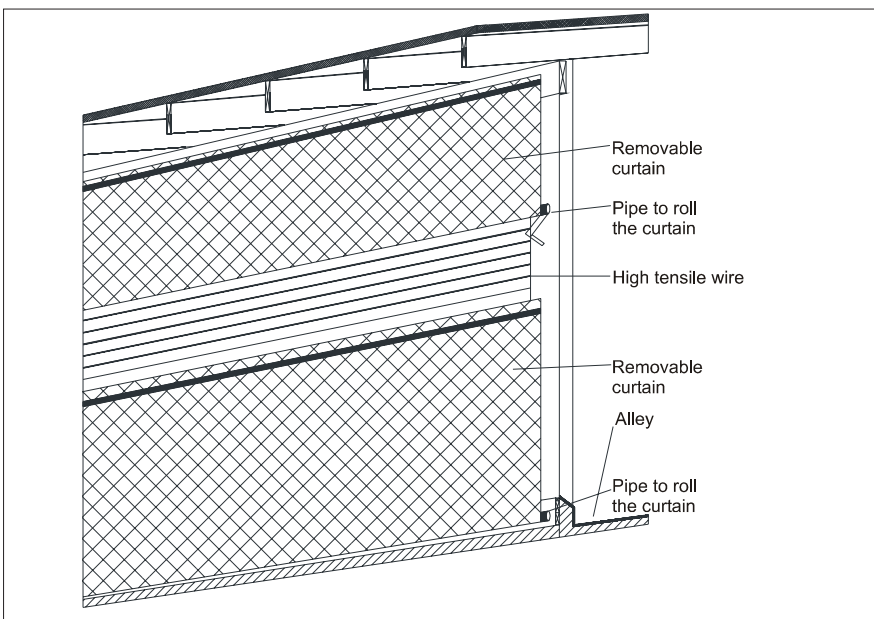 Removable
curtain
Pipe to roll
the curtain
High tensile wire
Removable
curtain
Alley
Pipe to roll
the curtain